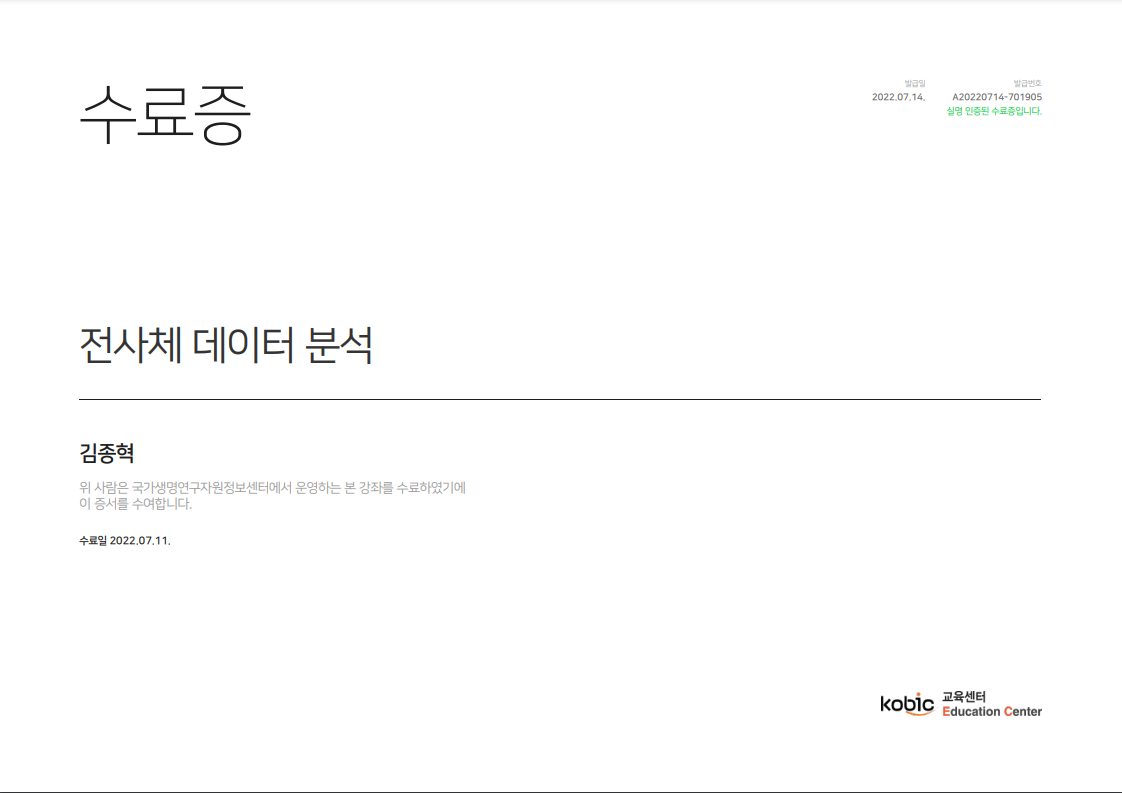 수료증
발급일
2022.07.14.
발급번호
A20220714-701905
실명 인증된 수료증입니다.
전사체 데이터 분석
김종혁
위 사람은 국가생명연구자원정보센터에서 운영하는 본 강좌를 수료하였기에
이 증서를 수여합니다.
수료일 2022.07.11.
kobic 교육센터
Education Center